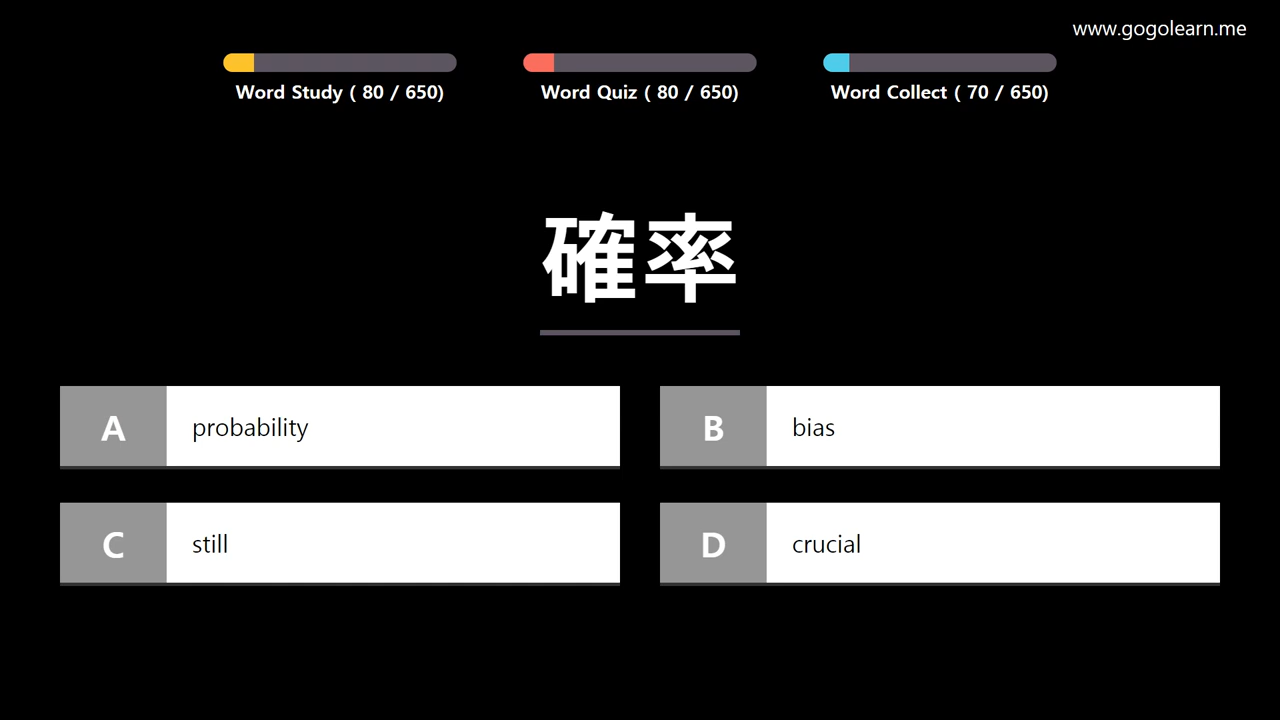 www.gogolearn.me
Word Study ( 80 / 650)
Word Quiz ( 80 / 650)
Word Collect ( 70 / 650)
確率
A probability
B bias
C still
D crucial